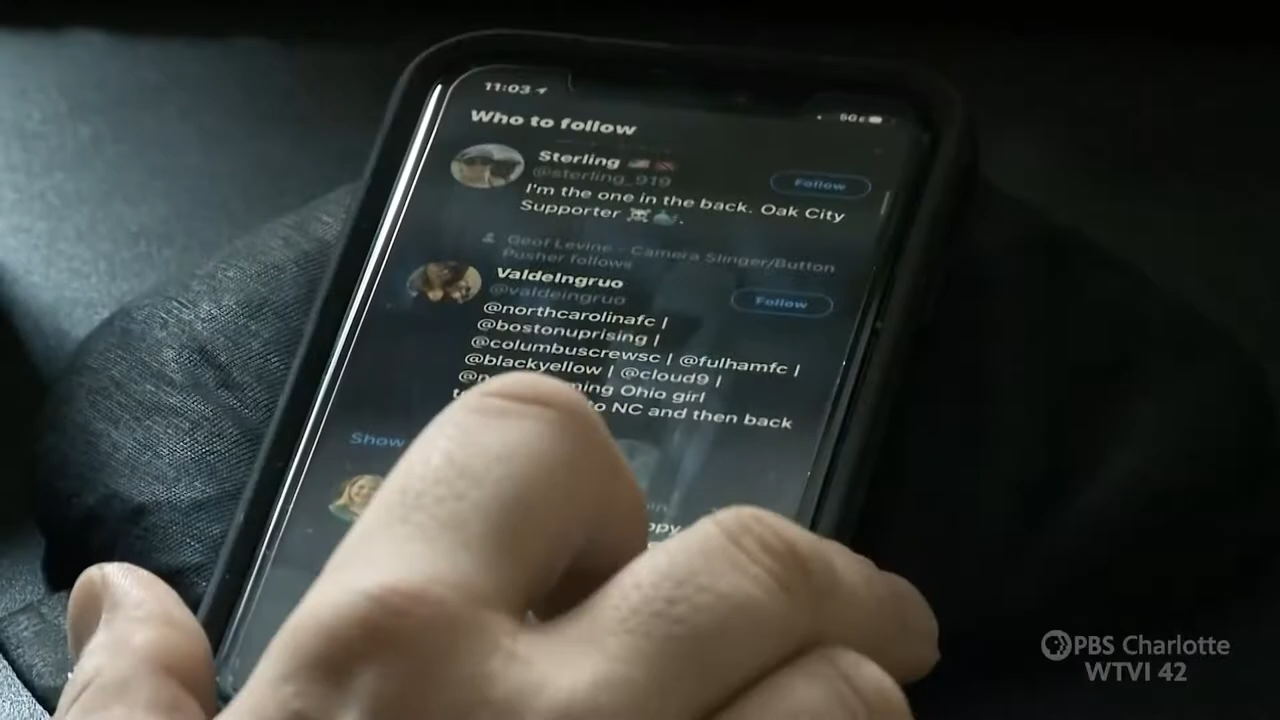 11:03
5G
Who to follow
Sterling
@sterling_919
Follow
I'm the one in the back. Oak City
Supporter
Geof Levine - Camera Slinger/Button
Pusher follows
ValdeIngruo
@valdeingruo
Follow
@northcarolinafc |
@bostonuprising |
@columbuscrewsc | @fulhamfc |
@blackyellow | @cloud9 |
Ohio girl
to NC and then back
Show
PBS Charlotte
WTVI 42